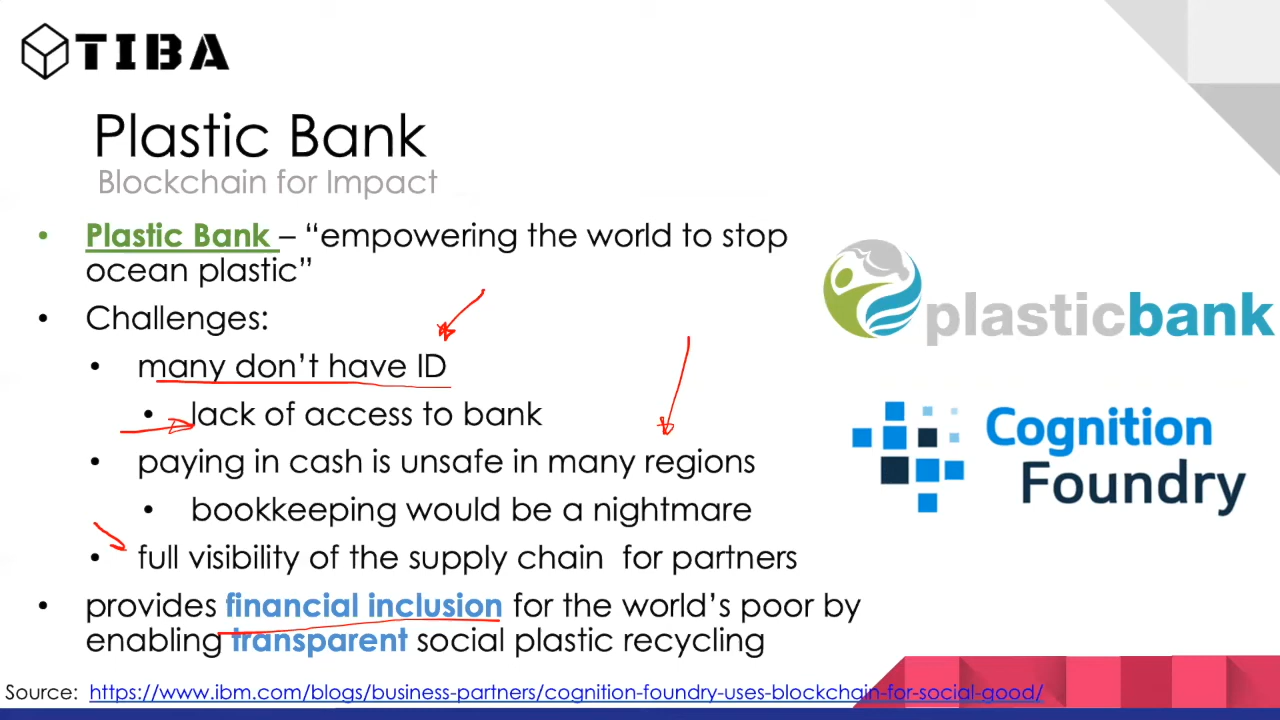 TIBA
Plastic Bank
Blockchain for Impact
• Plastic Bank – “empowering the world to stop
ocean plastic”
• Challenges:
• many don’t have ID
• lack of access to bank
• paying in cash is unsafe in many regions
• bookkeeping would be a nightmare
• full visibility of the supply chain for partners
• provides financial inclusion for the world’s poor by
enabling transparent social plastic recycling
plasticbank
Cognition
Foundry
Source: https://www.ibm.com/blogs/business-partners/cognition-foundry-uses-blockchain-for-social-good/